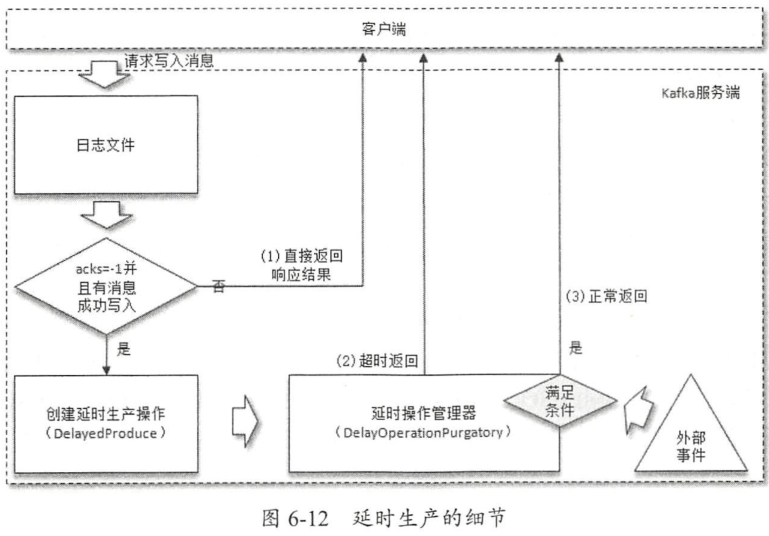 客户端
请求写入消息
Kafka服务端
日志文件
acks=-1并
且有消息
成功写入
否
(1)直接返回
响应结果
是
(2)超时返回
(3)正常返回
是
创建延时生产操作
（DelayedProduce）
延时操作管理器
（DelayOperationPurgatory）
满足
条件
外部
事件
图 6-12 延时生产的细节